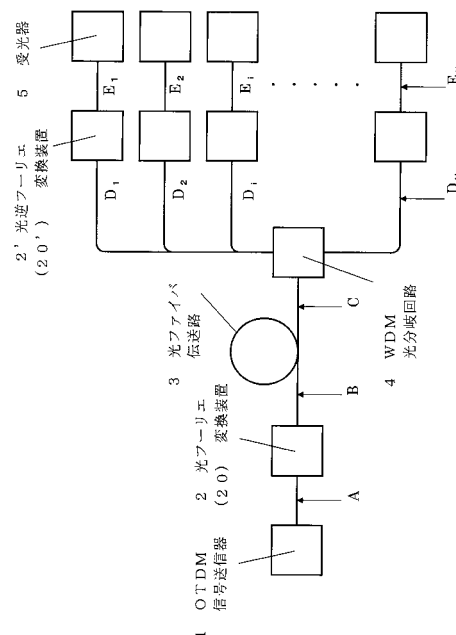 1 OTDM
信号送信器
2 光フーリエ
(20) 変換装置
3 光ファイバ
伝送路
4 WDM
光分岐回路
2' 光逆フーリエ
(20') 変換装置
5 受光器
A
B
C
D₁
D₂
Dᵢ
E₁
E₂
Eᵢ
· · · · ·